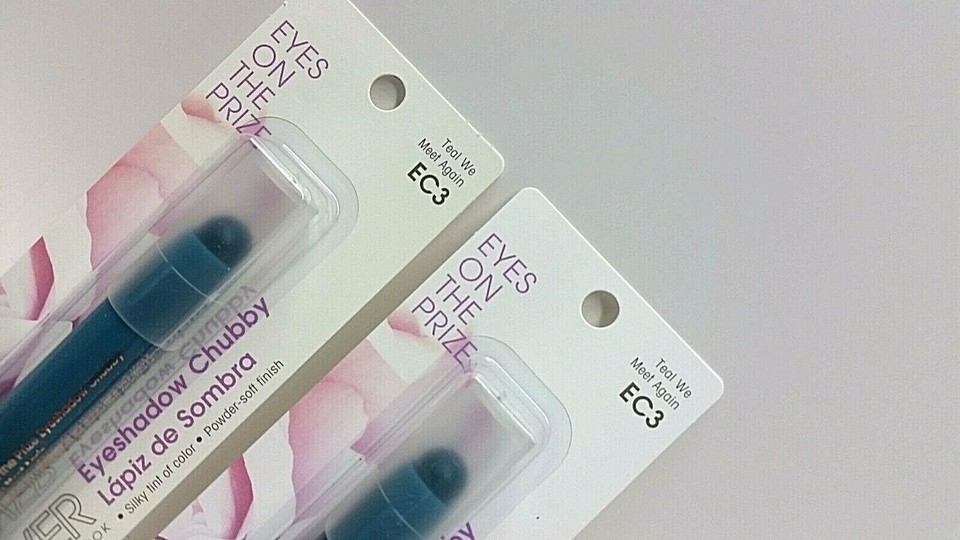 EYES
ON
THE
PRIZE
Teal We
Meet Again
EC3
Eyeshadow Chubby
Lápiz de Sombra
• Silky tint of color • Powder-soft finish
EYES
ON
THE
PRIZE
Teal We
Meet Again
EC3